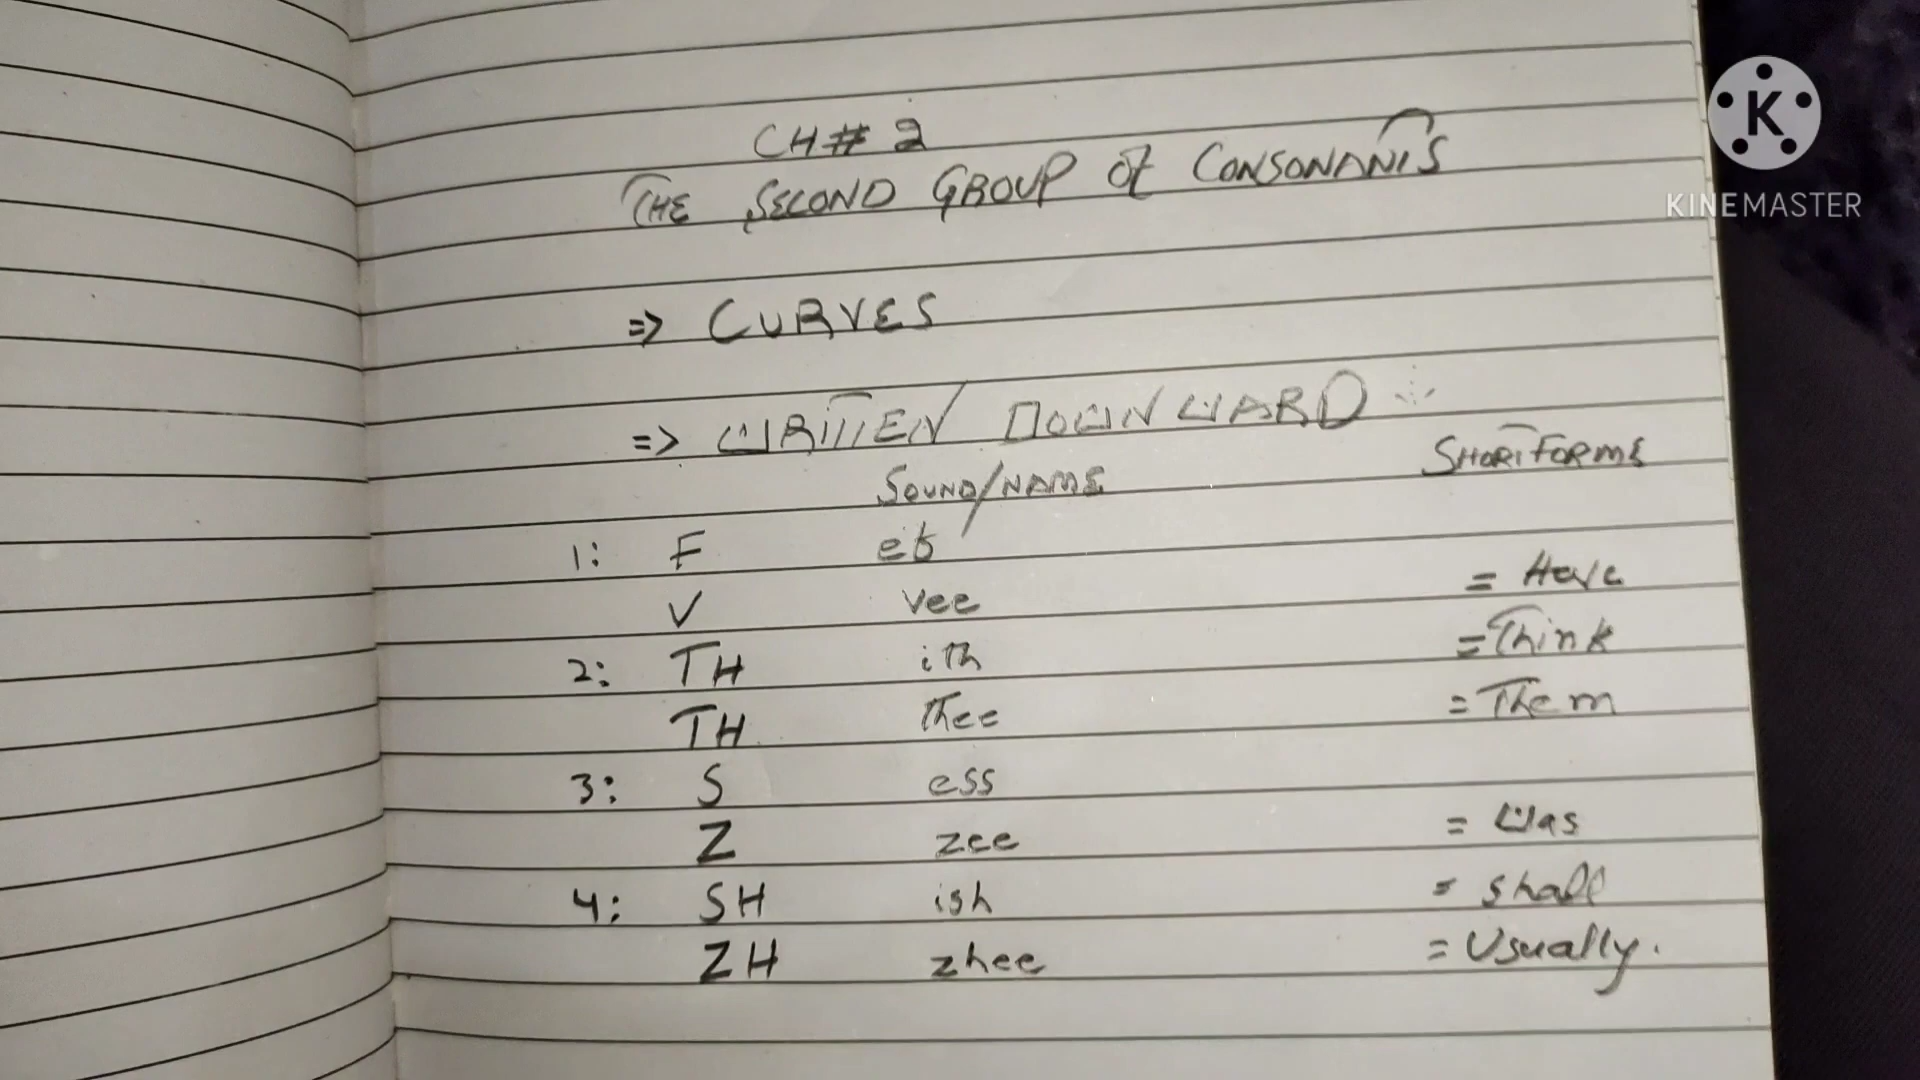 CH# 2
THE SECOND GROUP Of CONSONANTS
K
KINEMASTER
=> CURVES
=> WRITTEN DOWNWARD
SOUND/NAME SHORTFORMS
1: F ef
V vee = Have
2: TH ith = Think
TH thee = Them
3: S ess
Z zee = Was
4: SH ish = shall
ZH zhee = Usually.